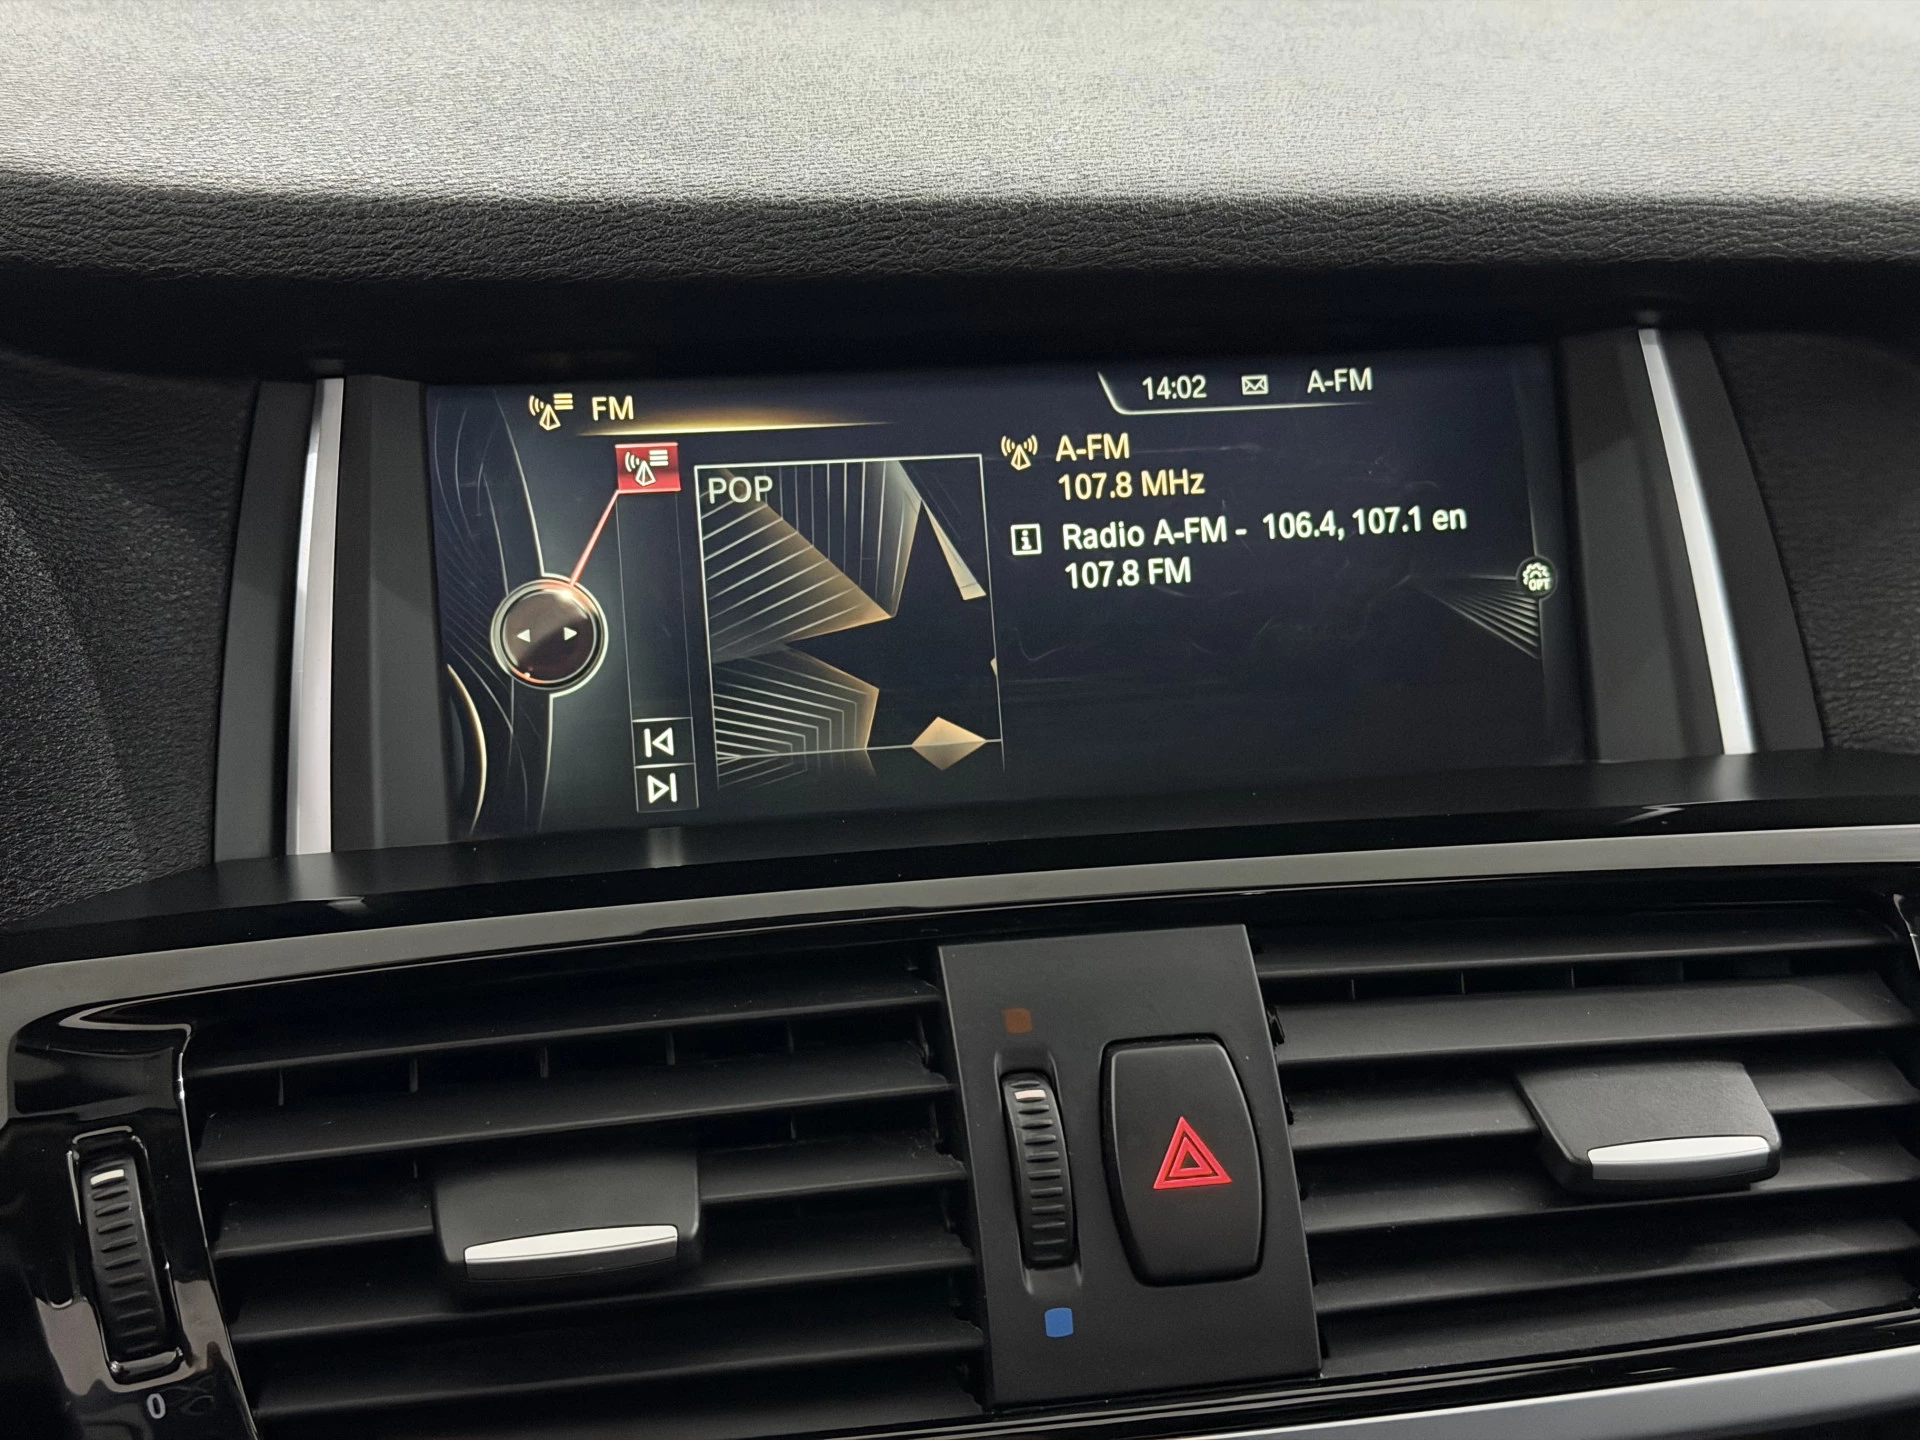 FM
14:02 A-FM
POP
A-FM
107.8 MHz
i Radio A-FM - 106.4, 107.1 en
107.8 FM
OPT
0